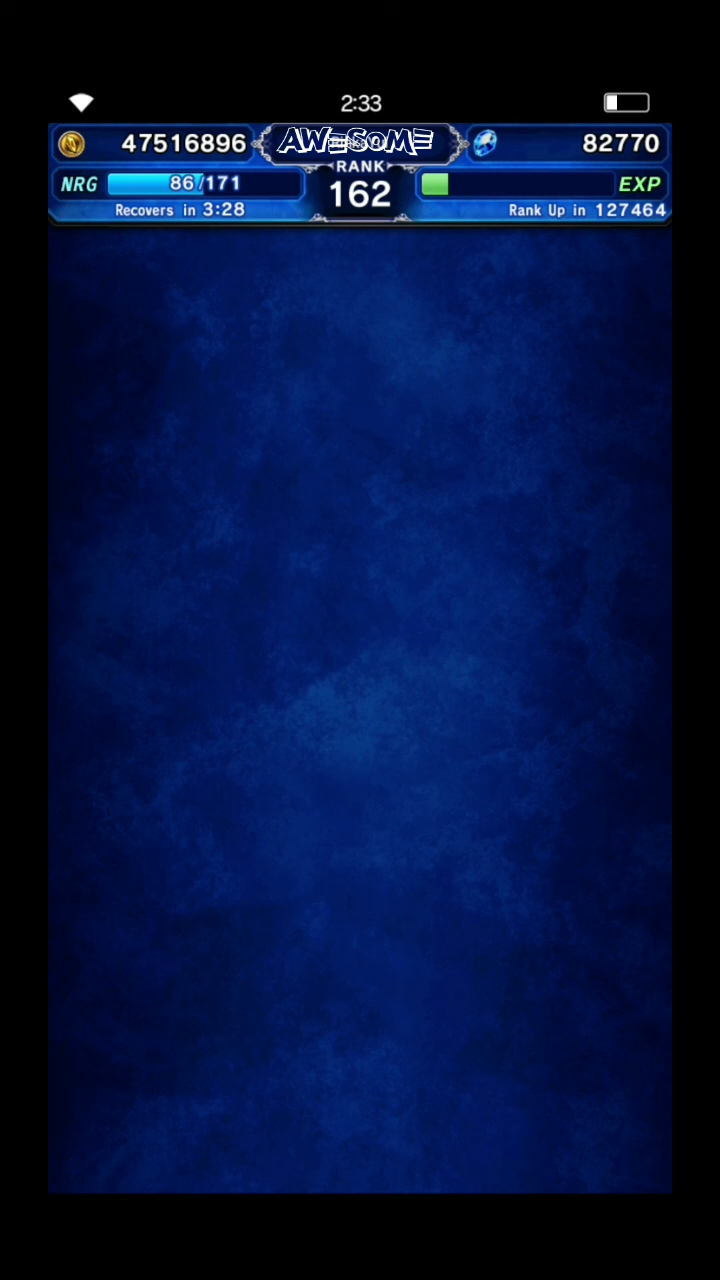 2:33
47516896 AWESOME 82770
NRG 86/171 RANK 162 EXP
Recovers in 3:28 Rank Up in 127464